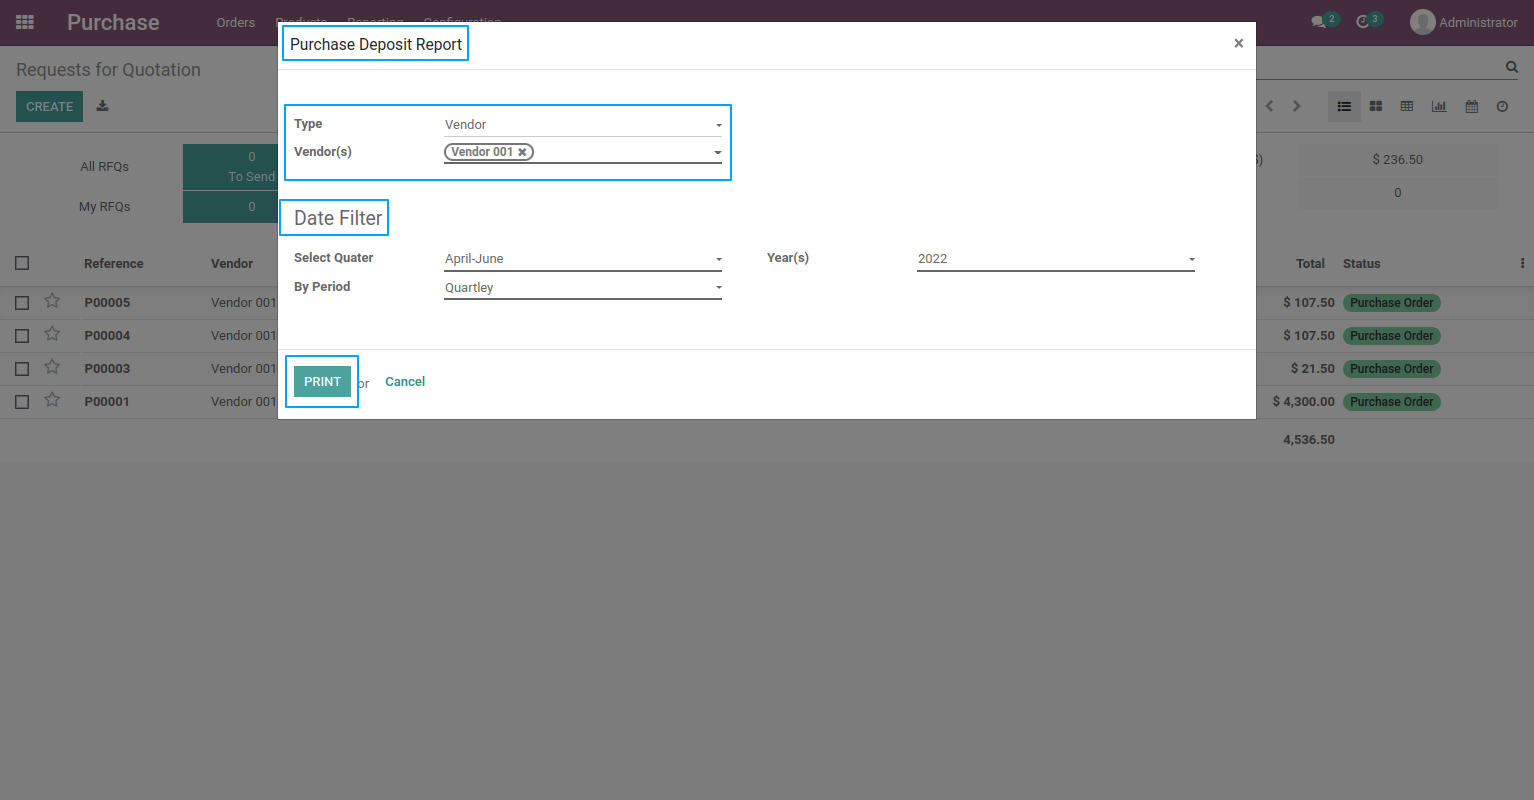 Purchase
Orders Products Reporting Configuration
2 3 Administrator
Requests for Quotation
CREATE
All RFQs 0 To Send
My RFQs 0
$ 236.50
0
Reference Vendor Total Status
P00005 Vendor 001 $ 107.50 Purchase Order
P00004 Vendor 001 $ 107.50 Purchase Order
P00003 Vendor 001 $ 21.50 Purchase Order
P00001 Vendor 001 $ 4,300.00 Purchase Order
4,536.50
Purchase Deposit Report ×
Type Vendor
Vendor(s) Vendor 001 ✖
Date Filter
Select Quater April-June Year(s) 2022
By Period Quartley
PRINT or Cancel